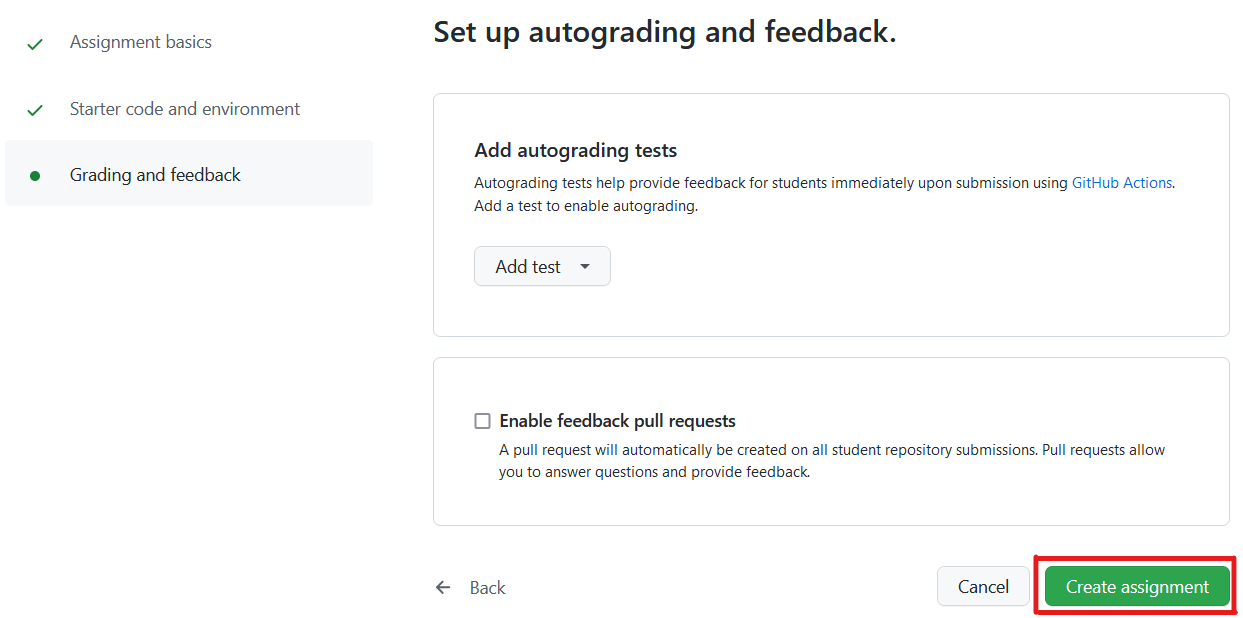 Assignment basics
Starter code and environment
Grading and feedback
Set up autograding and feedback.
Add autograding tests
Autograding tests help provide feedback for students immediately upon submission using GitHub Actions.
Add a test to enable autograding.
Add test
Enable feedback pull requests
A pull request will automatically be created on all student repository submissions. Pull requests allow
you to answer questions and provide feedback.
Back
Cancel
Create assignment